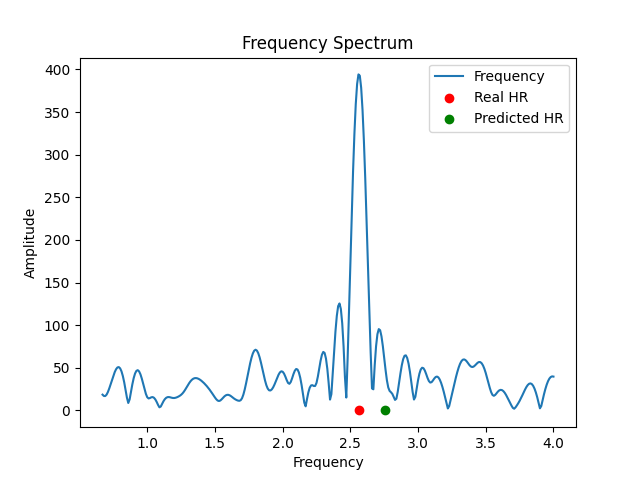 Frequency Spectrum
Frequency
Real HR
Predicted HR
400
350
300
250
200
150
100
50
0
Amplitude
1.0 1.5 2.0 2.5 3.0 3.5 4.0
Frequency